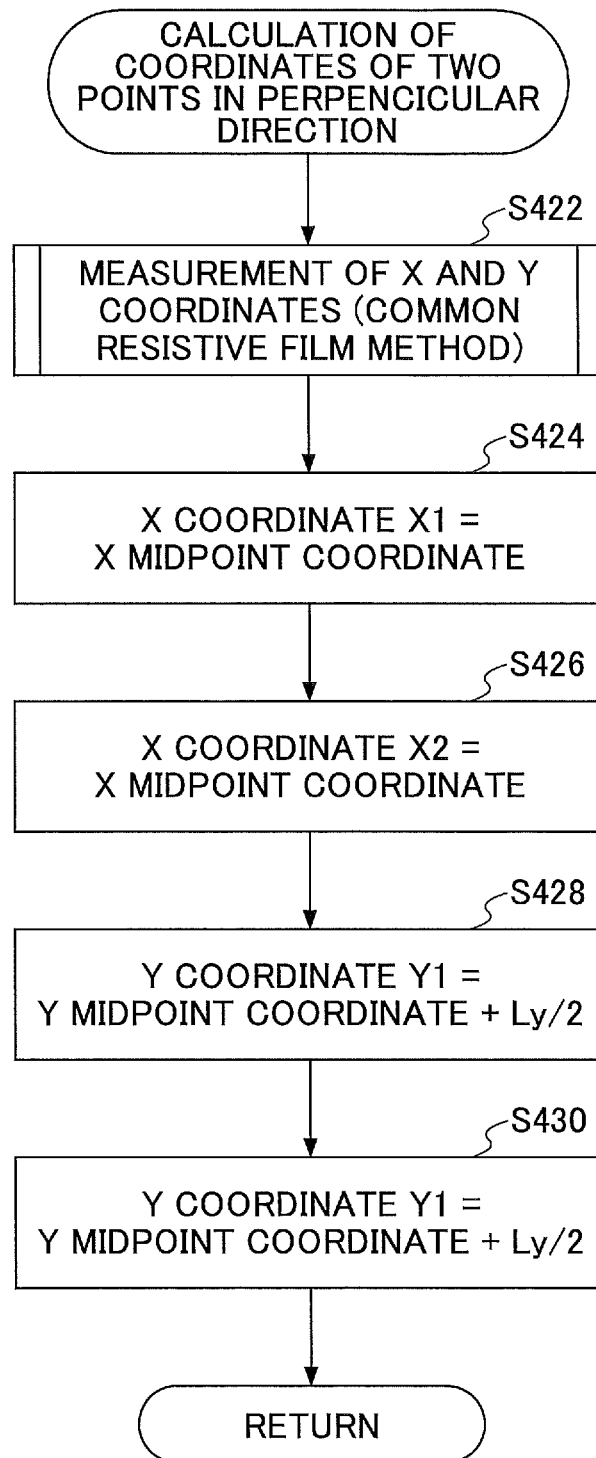 CALCULATION OF
COORDINATES OF TWO
POINTS IN PERPENCICULAR
DIRECTION
S422
MEASUREMENT OF X AND Y
COORDINATES (COMMON
RESISTIVE FILM METHOD)
S424
X COORDINATE X1 =
X MIDPOINT COORDINATE
S426
X COORDINATE X2 =
X MIDPOINT COORDINATE
S428
Y COORDINATE Y1 =
Y MIDPOINT COORDINATE + Ly/2
S430
Y COORDINATE Y1 =
Y MIDPOINT COORDINATE + Ly/2
RETURN